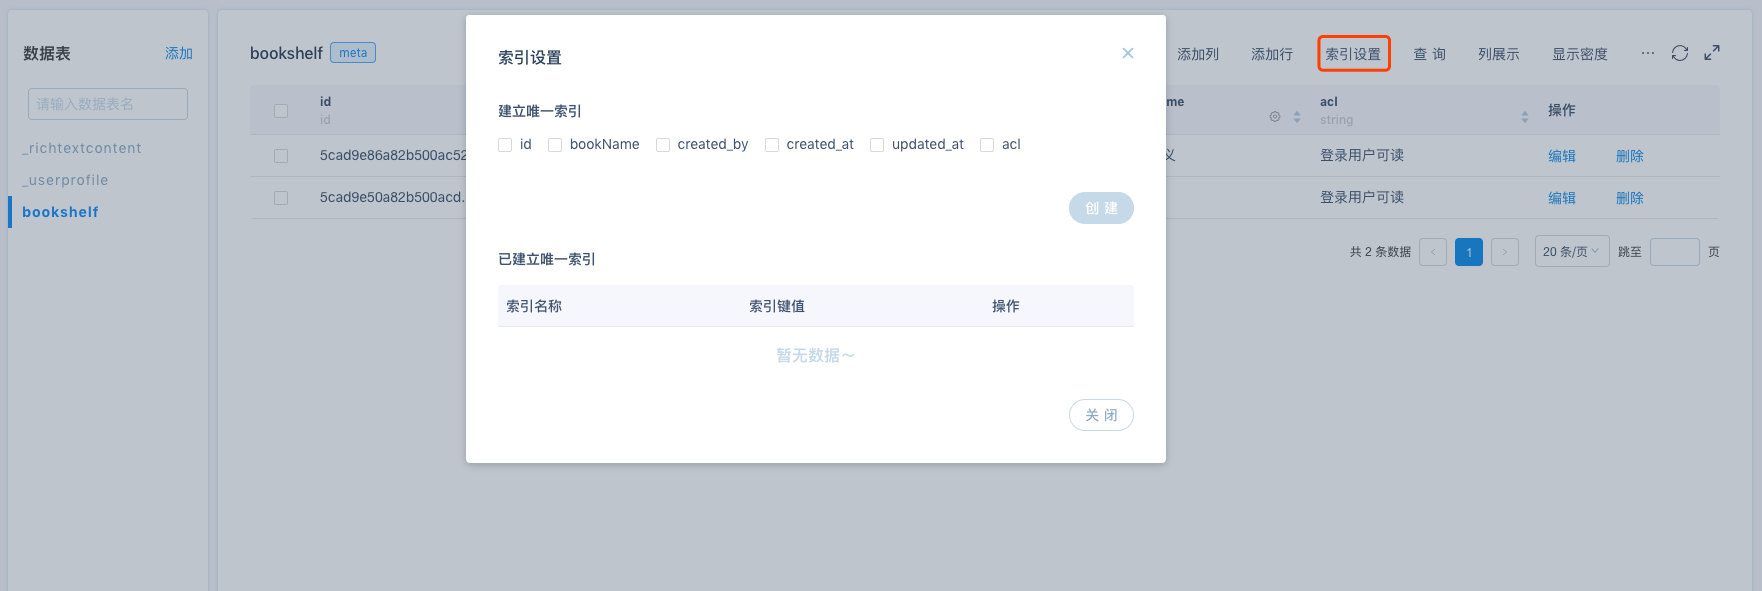 数据表 添加
请输入数据表名
_richtextcontent
_userprofile
bookshelf
bookshelf meta
添加列 添加行 索引设置 查 询 列展示 显示密度 ···
id
id
me
acl
string
操作
5cad9e86a82b500ac52
义 登录用户可读 编辑 删除
5cad9e50a82b500acd.
登录用户可读 编辑 删除
共 2 条数据 < 1 > 20 条/页 跳至 页
索引设置
建立唯一索引
id bookName created_by created_at updated_at acl
创 建
已建立唯一索引
索引名称 索引键值 操作
暂无数据～
关 闭